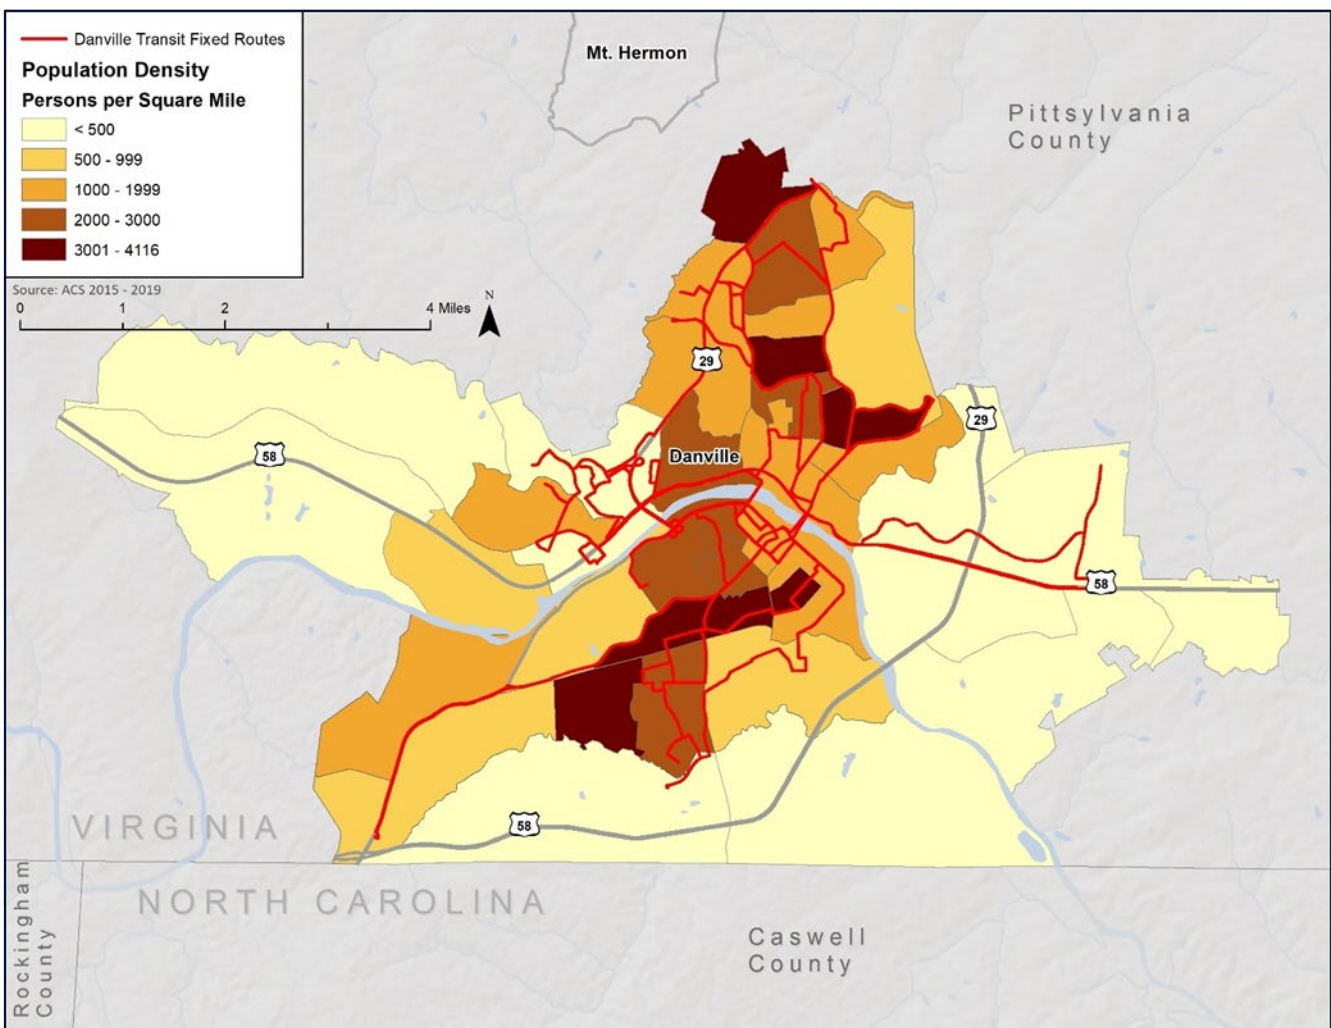 Danville Transit Fixed Routes
Population Density
Persons per Square Mile
< 500
500 - 999
1000 - 1999
2000 - 3000
3001 - 4116
Source: ACS 2015 - 2019
0 1 2 4 Miles
N
Mt. Hermon
Pittsylvania
County
29
29
58
Danville
58
58
VIRGINIA
NORTH CAROLINA
Rockingham
County
Caswell
County